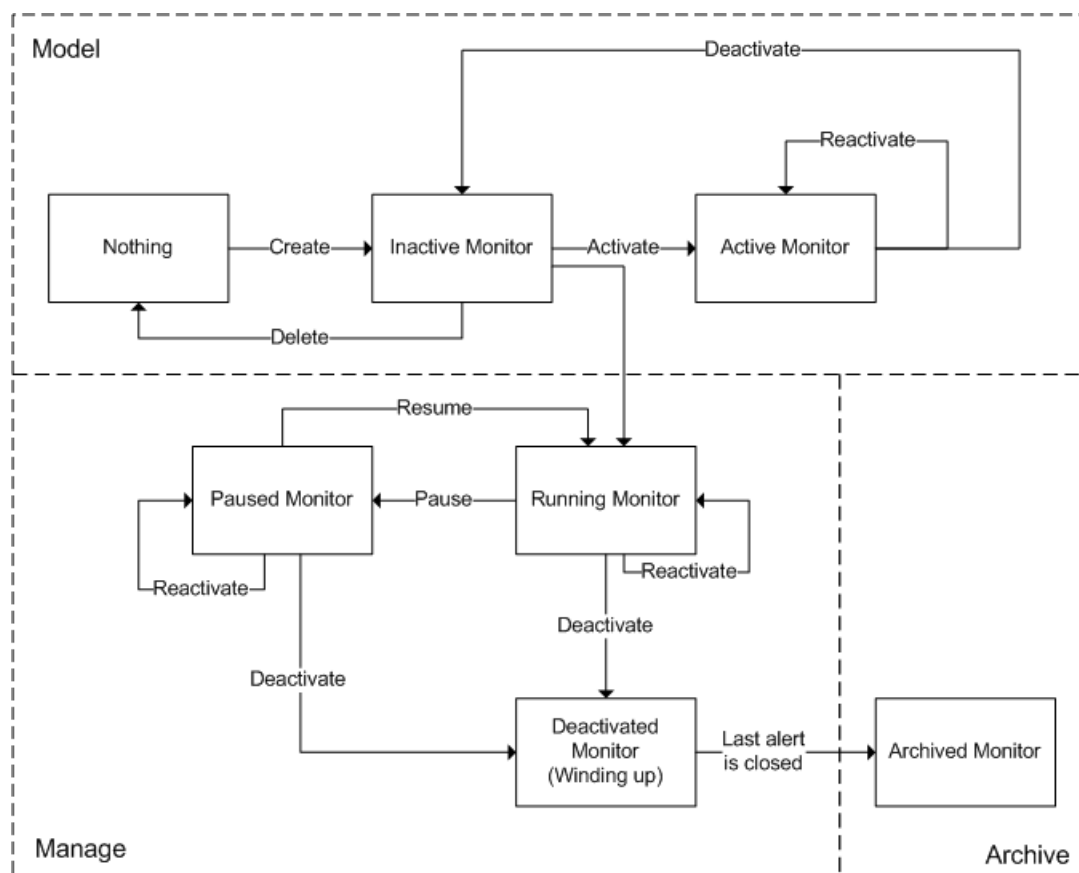 Model
Deactivate
Reactivate
Nothing
Create
Inactive Monitor
Activate
Active Monitor
Delete
Resume
Paused Monitor
Pause
Running Monitor
Reactivate
Reactivate
Deactivate
Deactivate
Deactivated
Monitor
(Winding up)
Last alert
is closed
Archived Monitor
Manage
Archive